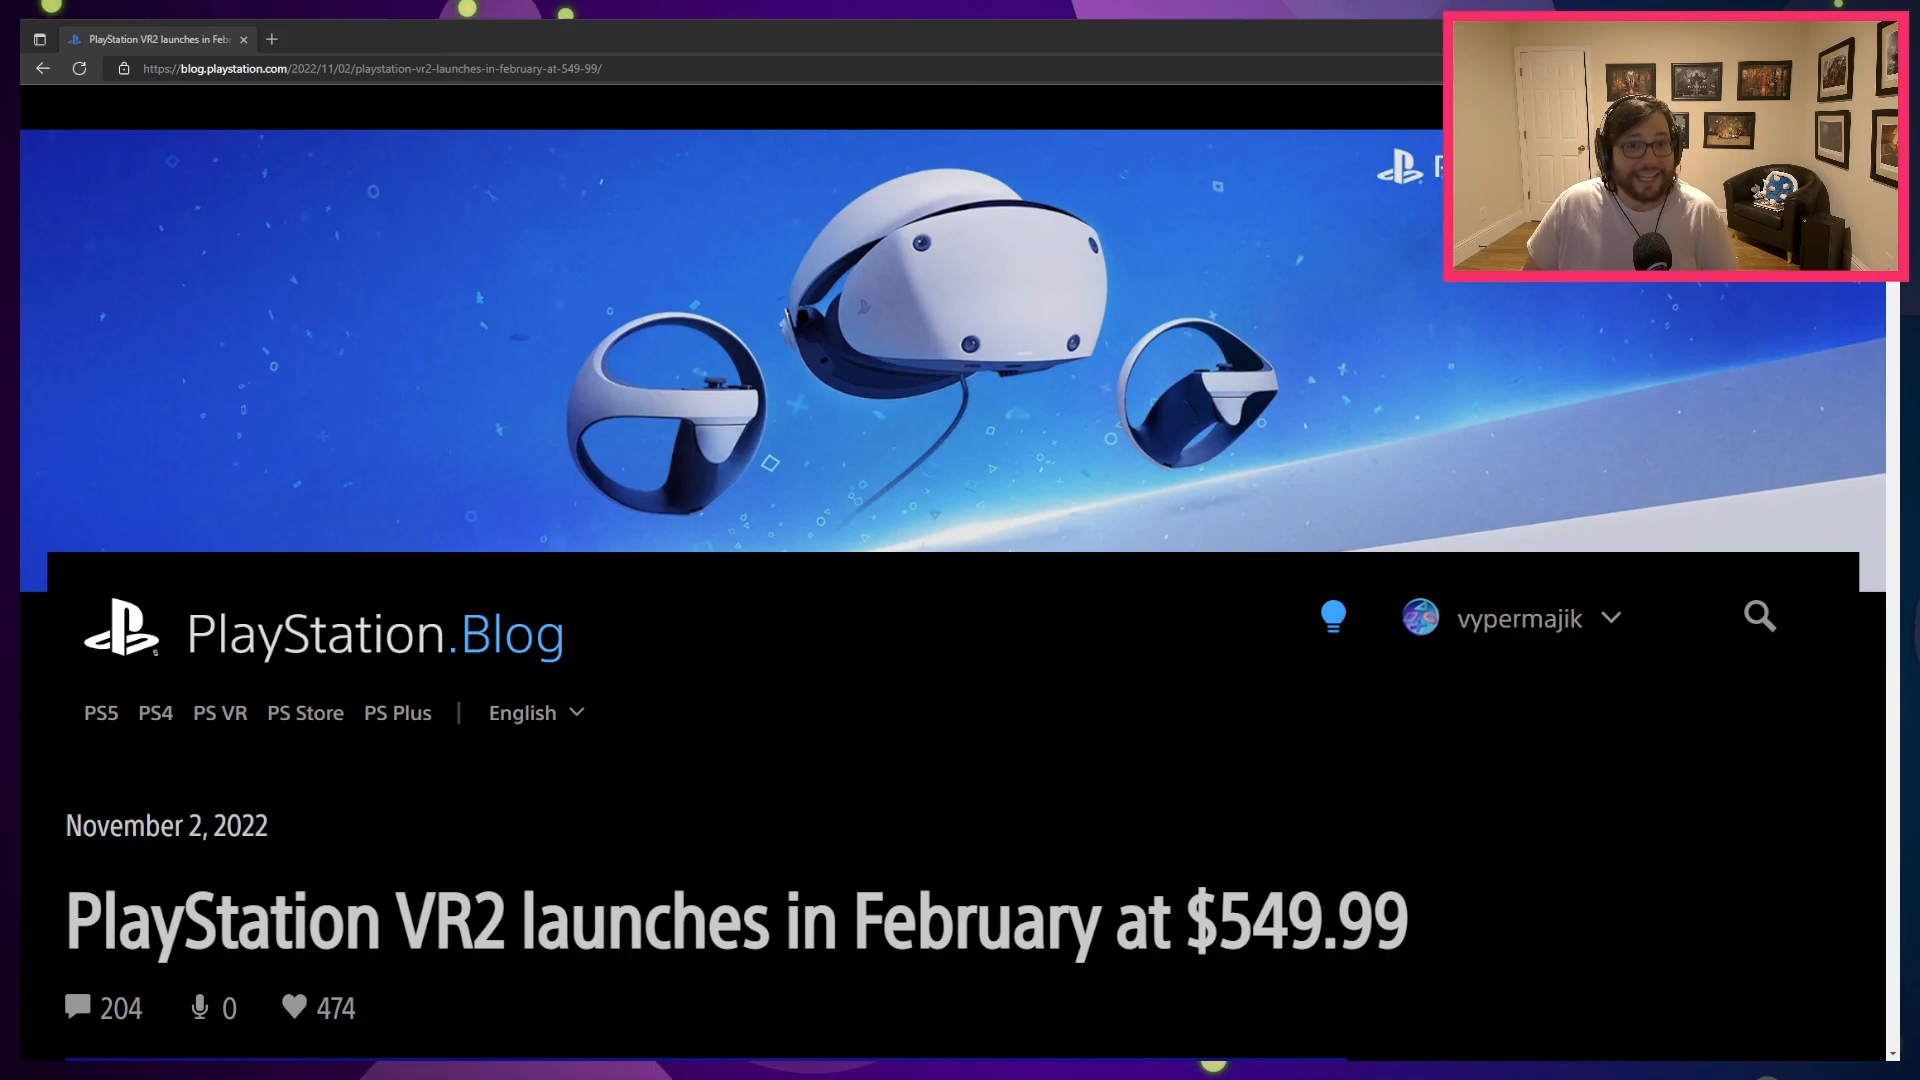 PlayStation VR2 launches in Feb
https://blog.playstation.com/2022/11/02/playstation-vr2-launches-in-february-at-549-99/
PlayStation.Blog
vypermajik
PS5 PS4 PS VR PS Store PS Plus | English
November 2, 2022
PlayStation VR2 launches in February at $549.99
204 0 474